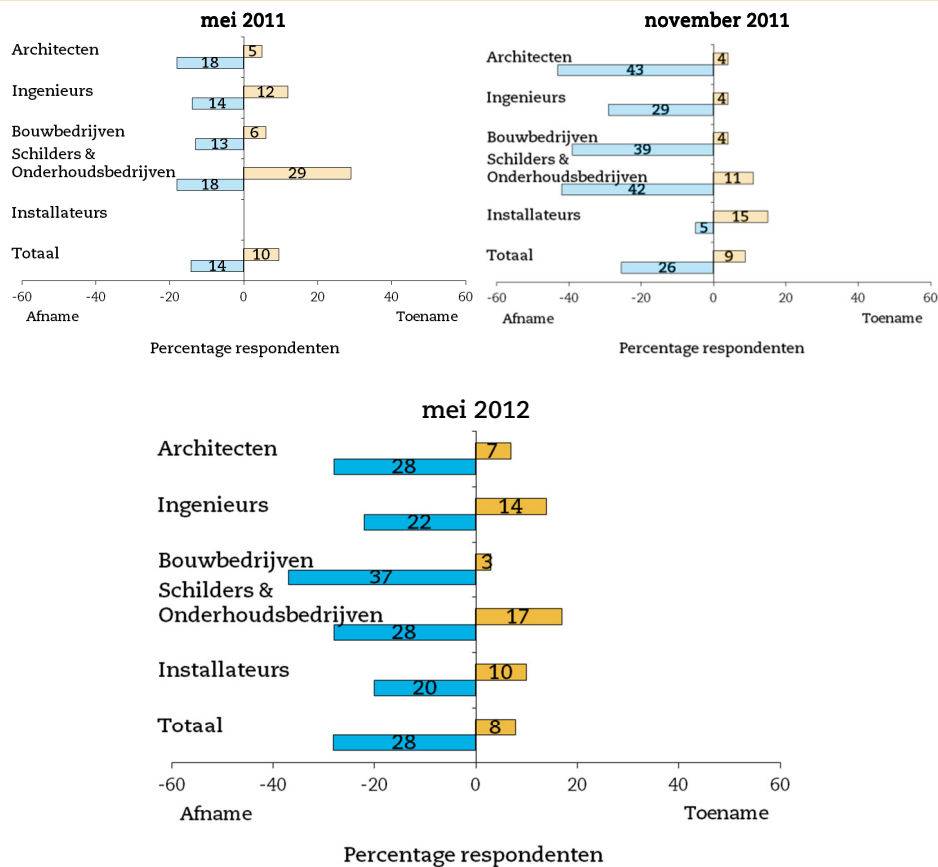 mei 2011
Architecten
5
18
Ingenieurs
12
14
Bouwbedrijven
6
13
Schilders &
Onderhoudsbedrijven
29
18
Installateurs
Totaal
10
14
-60 -40 -20 0 20 40 60
Afname Toename
Percentage respondenten
november 2011
Architecten
4
43
Ingenieurs
4
29
Bouwbedrijven
4
39
Schilders &
Onderhoudsbedrijven
11
42
Installateurs
15
5
Totaal
9
26
-60 -40 -20 0 20 40 60
Afname Toename
Percentage respondenten
mei 2012
Architecten
7
28
Ingenieurs
14
22
Bouwbedrijven
3
37
Schilders &
Onderhoudsbedrijven
17
28
Installateurs
10
20
Totaal
8
28
-60 -40 -20 0 20 40 60
Afname Toename
Percentage respondenten